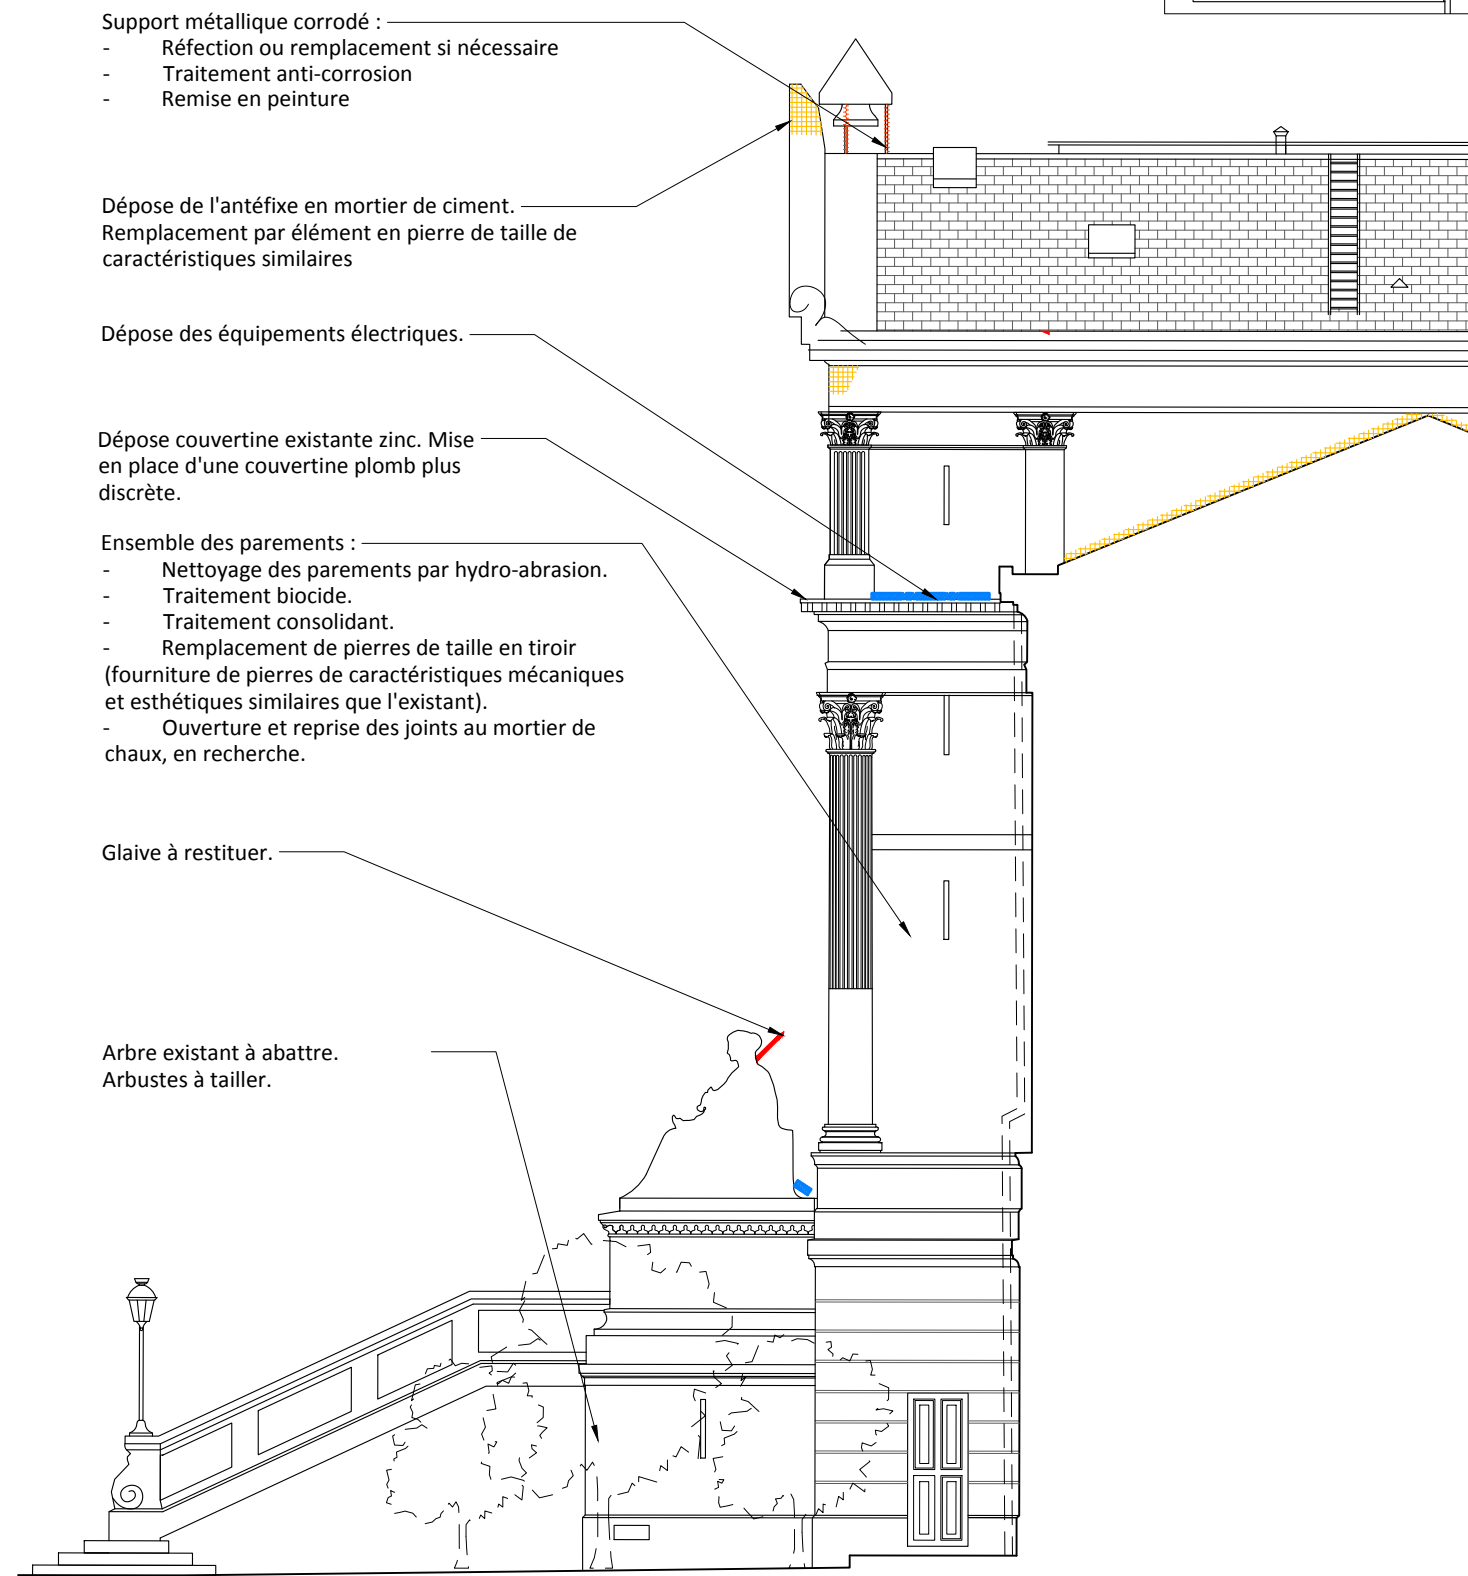 Support métallique corrodé :
- Réfection ou remplacement si nécessaire
- Traitement anti-corrosion
- Remise en peinture
Dépose de l'antéfixe en mortier de ciment.
Remplacement par élément en pierre de taille de
caractéristiques similaires
Dépose des équipements électriques.
Dépose couvertine existante zinc. Mise
en place d'une couvertine plomb plus
discrète.
Ensemble des parements :
- Nettoyage des parements par hydro-abrasion.
- Traitement biocide.
- Traitement consolidant.
- Remplacement de pierres de taille en tiroir
(fourniture de pierres de caractéristiques mécaniques
et esthétiques similaires que l'existant).
- Ouverture et reprise des joints au mortier de
chaux, en recherche.
Glaive à restituer.
Arbre existant à abattre.
Arbustes à tailler.